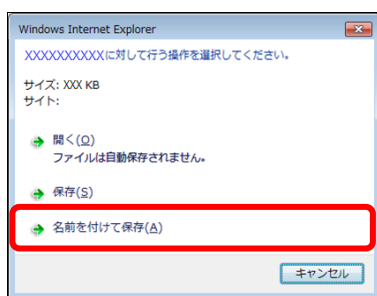 Windows Internet Explorer
XXXXXXXXXXに対して行う操作を選択してください。
サイズ: XXX KB
サイト:
開く(O)
ファイルは自動保存されません。
保存(S)
名前を付けて保存(A)
キャンセル